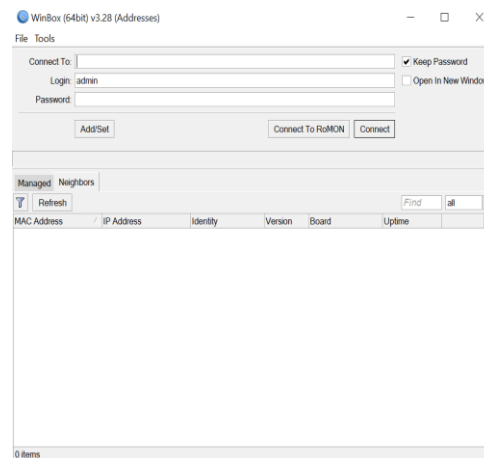 WinBox (64bit) v3.28 (Addresses)
File Tools
Connect To: Keep Password
Login: admin Open In New Window
Password:
Add/Set Connect To RoMON Connect
Managed Neighbors
Refresh Find all
MAC Address IP Address Identity Version Board Uptime
0 items